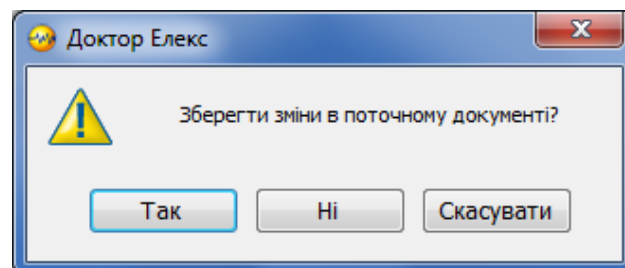 Доктор Елекс
Зберегти зміни в поточному документі?
Так
Ні
Скасувати